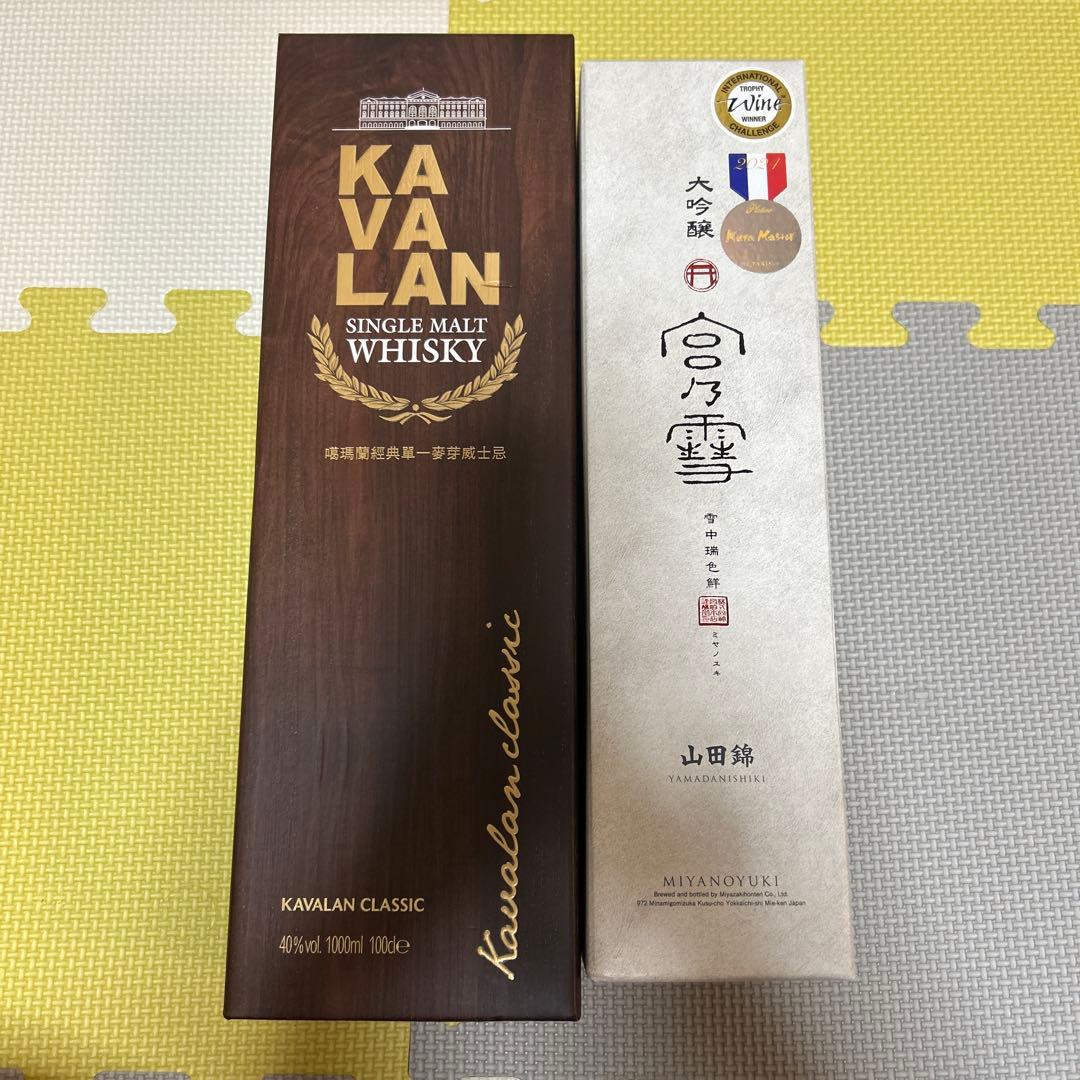 KA
VA
LAN
SINGLE MALT
WHISKY
噶瑪蘭經典單一麥芽威士忌
Kavalan classic
KAVALAN CLASSIC
40%vol. 1000ml 100cl℮
INTERNATIONAL
TROPHY
Wine
WINNER
CHALLENGE
2021
Kura Master
大吟醸
宮乃雪
雪中瑞色鮮
ミヤノユキ
山田錦
YAMADANISHIKI
MIYANOYUKI
Brewed and bottled by Miyazakihonten Co., Ltd.
972 Minamigomizuka Kusu-cho Yokkaichi-shi Mie-ken Japan